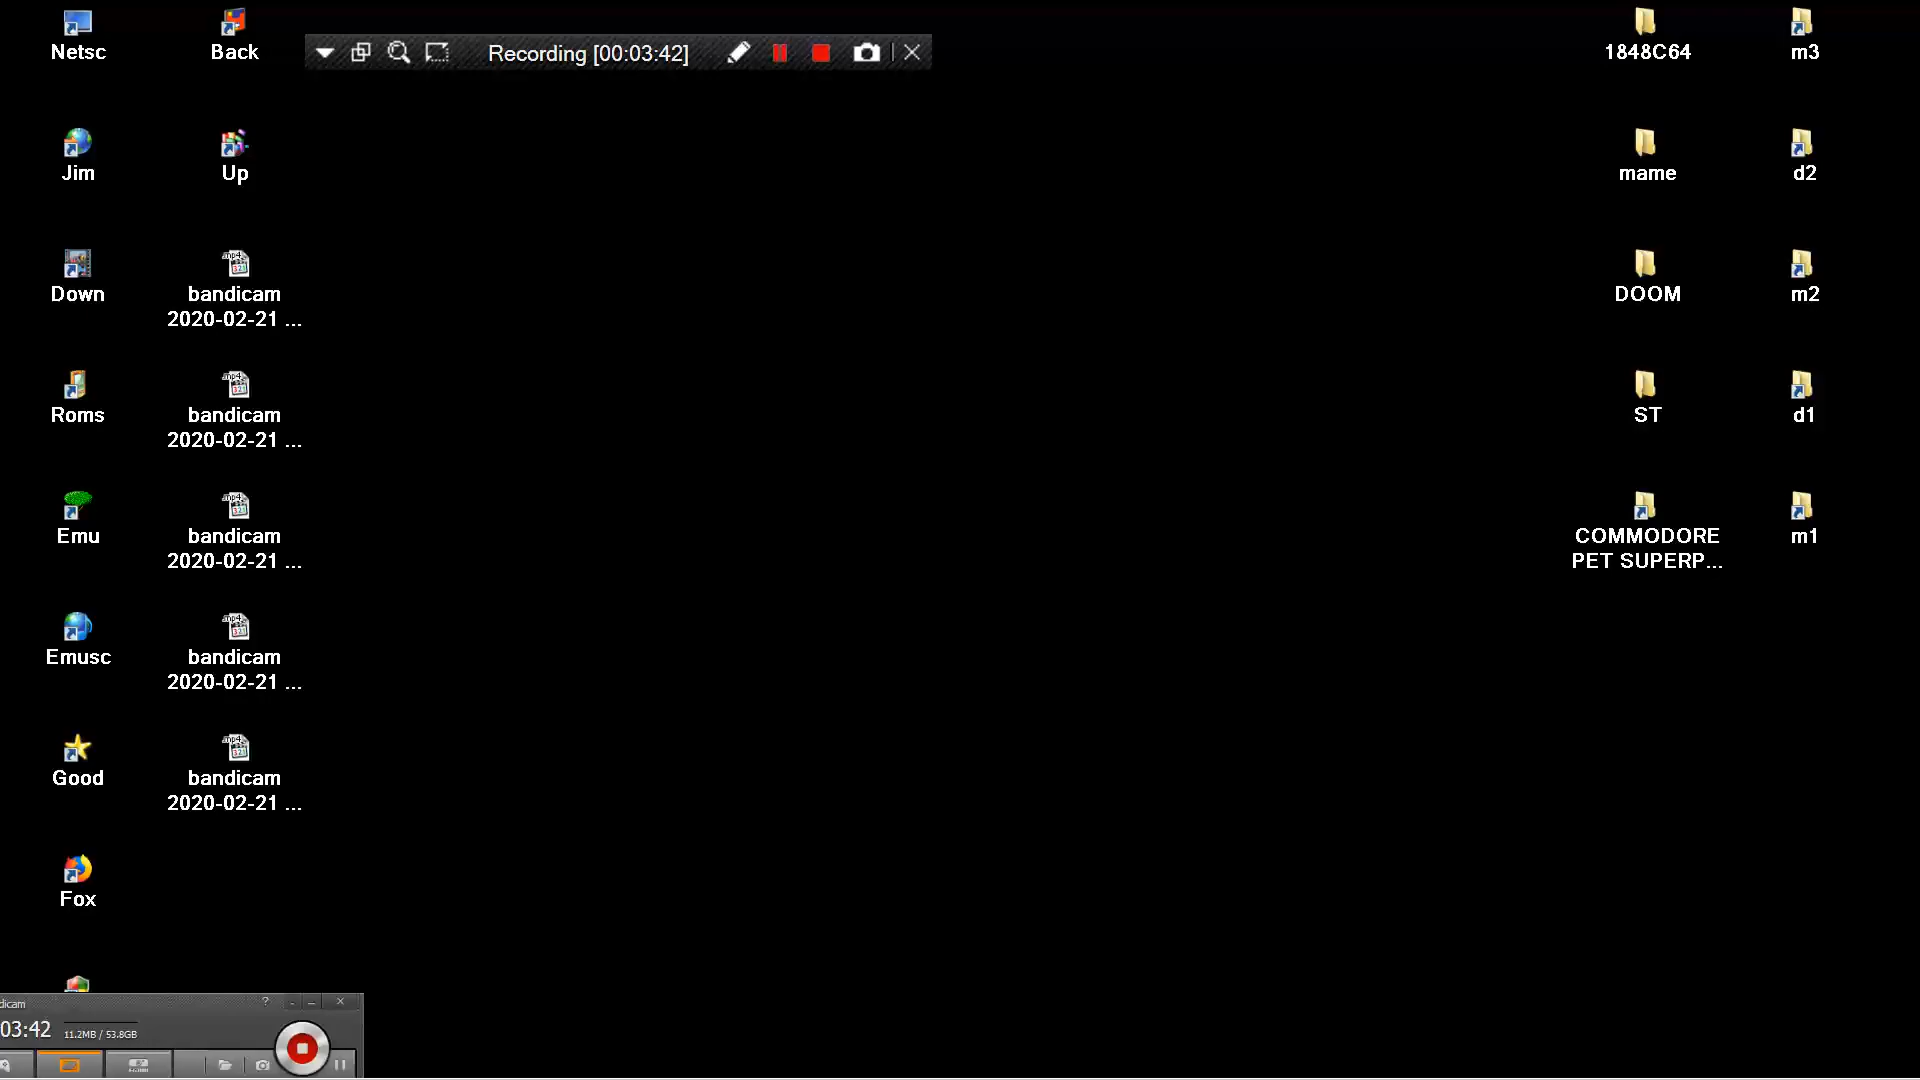 Netsc
Back
Recording [00:03:42]
1848C64
m3
Jim
Up
mame
d2
Down
bandicam
2020-02-21 ...
DOOM
m2
Roms
bandicam
2020-02-21 ...
ST
d1
Emu
bandicam
2020-02-21 ...
COMMODORE
PET SUPERP...
m1
Emusc
bandicam
2020-02-21 ...
Good
bandicam
2020-02-21 ...
Fox
dicam
03:42
11.2MB / 53.8GB